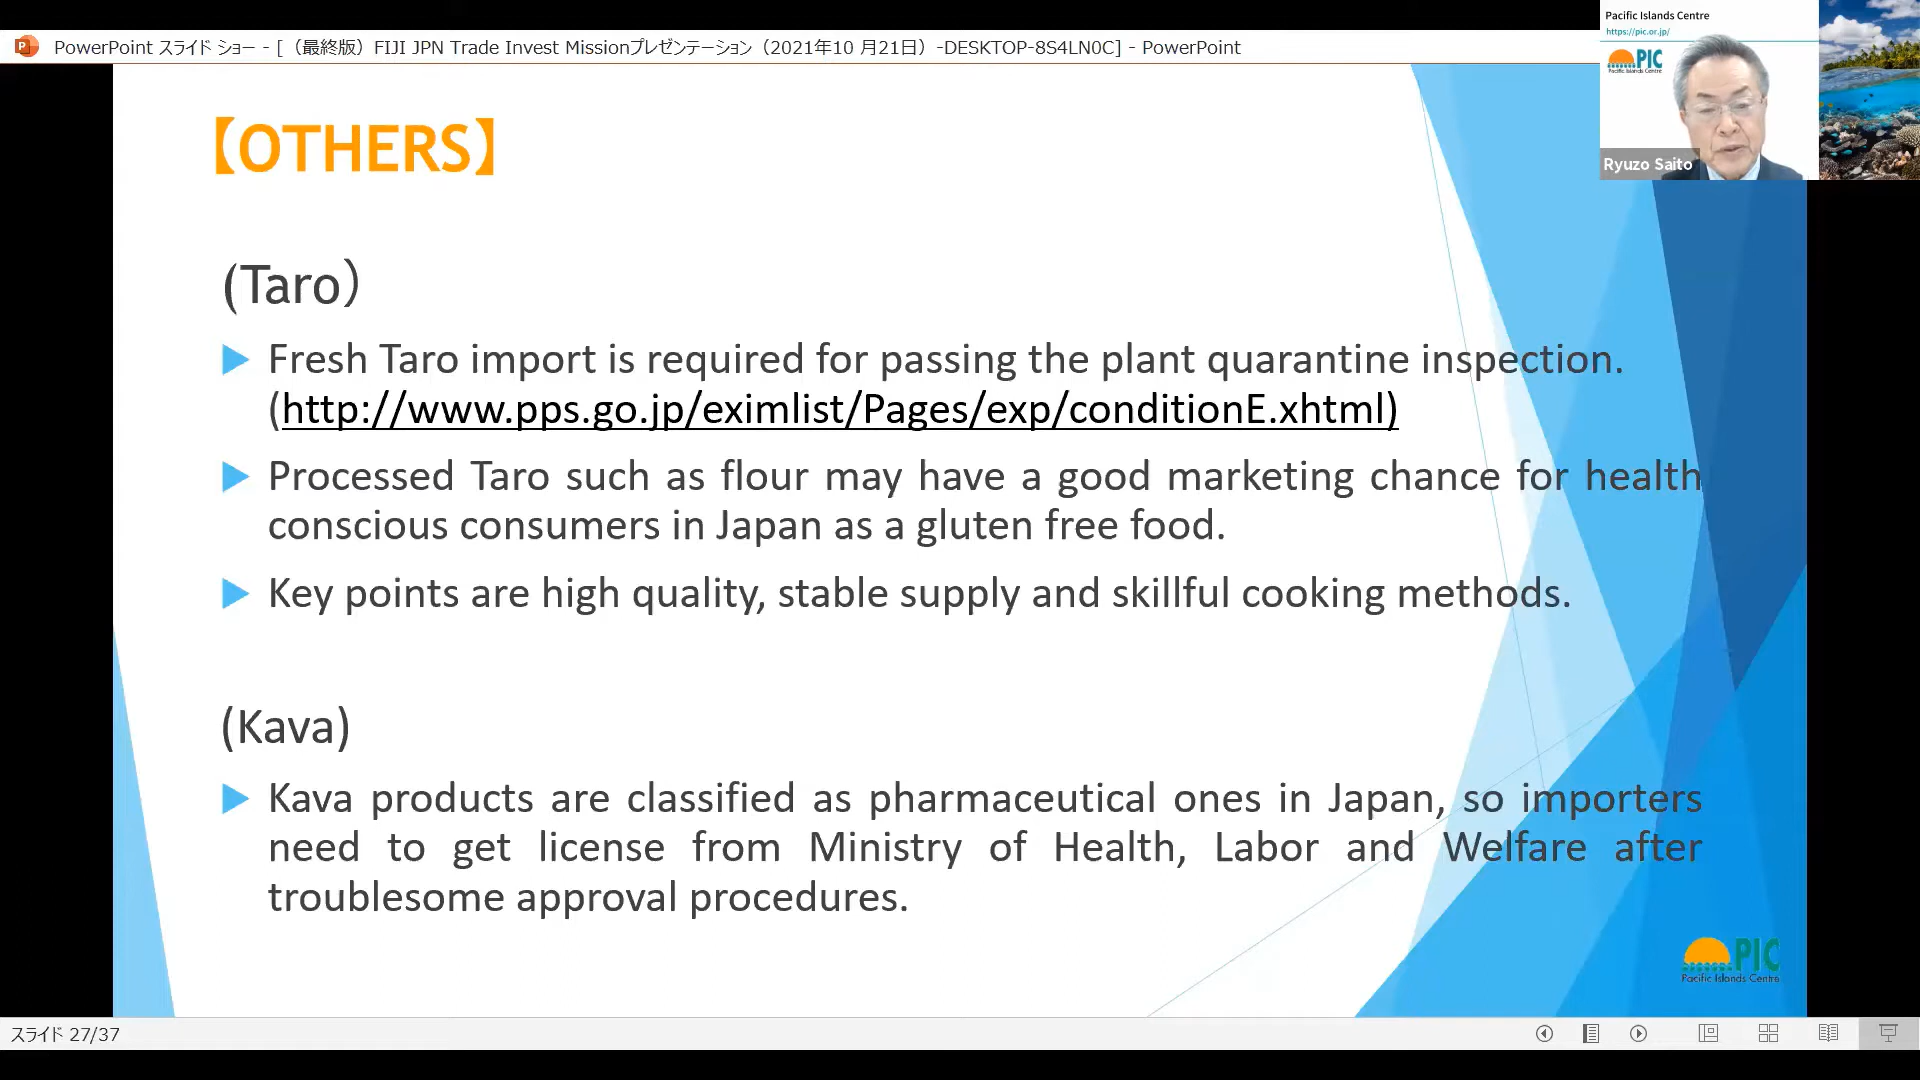 Pacific Islands Centre
https://pic.or.jp/
PIC
Pacific Islands Centre
Ryuzo Saito
PowerPoint スライド ショー - [（最終版）FIJI JPN Trade Invest Missionプレゼンテーション（2021年10 月21日）-DESKTOP-8S4LN0C] - PowerPoint
【OTHERS】
(Taro）
Fresh Taro import is required for passing the plant quarantine inspection.
(http://www.pps.go.jp/eximlist/Pages/exp/conditionE.xhtml)
Processed Taro such as flour may have a good marketing chance for health
conscious consumers in Japan as a gluten free food.
Key points are high quality, stable supply and skillful cooking methods.
(Kava)
Kava products are classified as pharmaceutical ones in Japan, so importers
need to get license from Ministry of Health, Labor and Welfare after
troublesome approval procedures.
PIC
Pacific Islands Centre
スライド 27/37